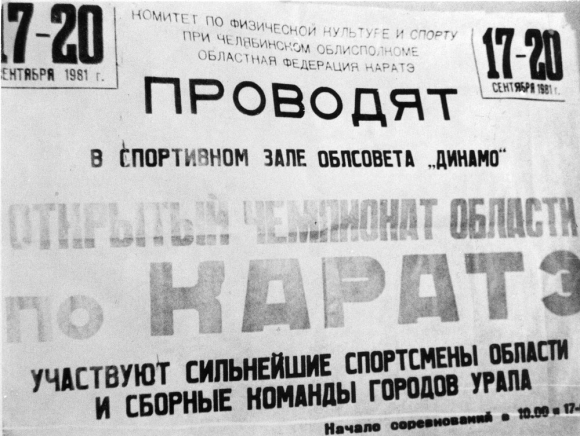 17-20
СЕНТЯБРЯ 1981 г.
КОМИТЕТ ПО ФИЗИЧЕСКОЙ КУЛЬТУРЕ И СПОРТУ
ПРИ ЧЕЛЯБИНСКОМ ОБЛИСПОЛКОМЕ
ОБЛАСТНАЯ ФЕДЕРАЦИЯ КАРАТЭ
17-20
СЕНТЯБРЯ 1981 г.
ПРОВОДЯТ
В СПОРТИВНОМ ЗАЛЕ ОБЛСОВЕТА „ДИНАМО“
ОТКРЫТЫЙ ЧЕМПИОНАТ ОБЛАСТИ
ПО КАРАТЭ
УЧАСТВУЮТ СИЛЬНЕЙШИЕ СПОРТСМЕНЫ ОБЛАСТИ
И СБОРНЫЕ КОМАНДЫ ГОРОДОВ УРАЛА
Начало соревнований в 10.00 и 17-